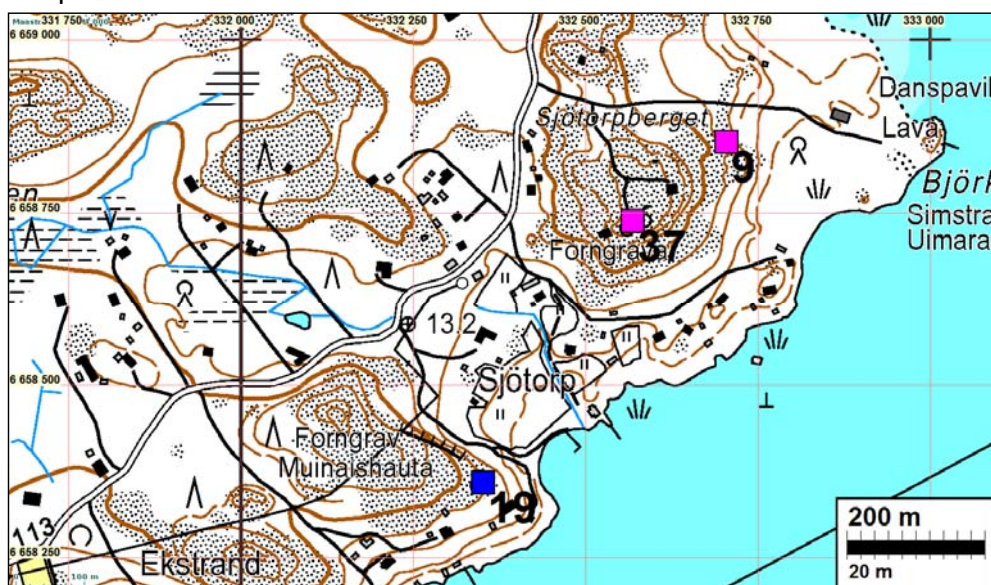 331 750
332 000
332 250
332 500
332 750
333 000
6 659 000
Danspavil
Sjötorpberget
Lava
9
Björk
6 658 750
Simstra
Uimara
37
13.2
6 658 500
Sjötorp
Forngrav
Muinaishauta
19
200 m
20 m
113
6 658 250
Ekstrand
100 m